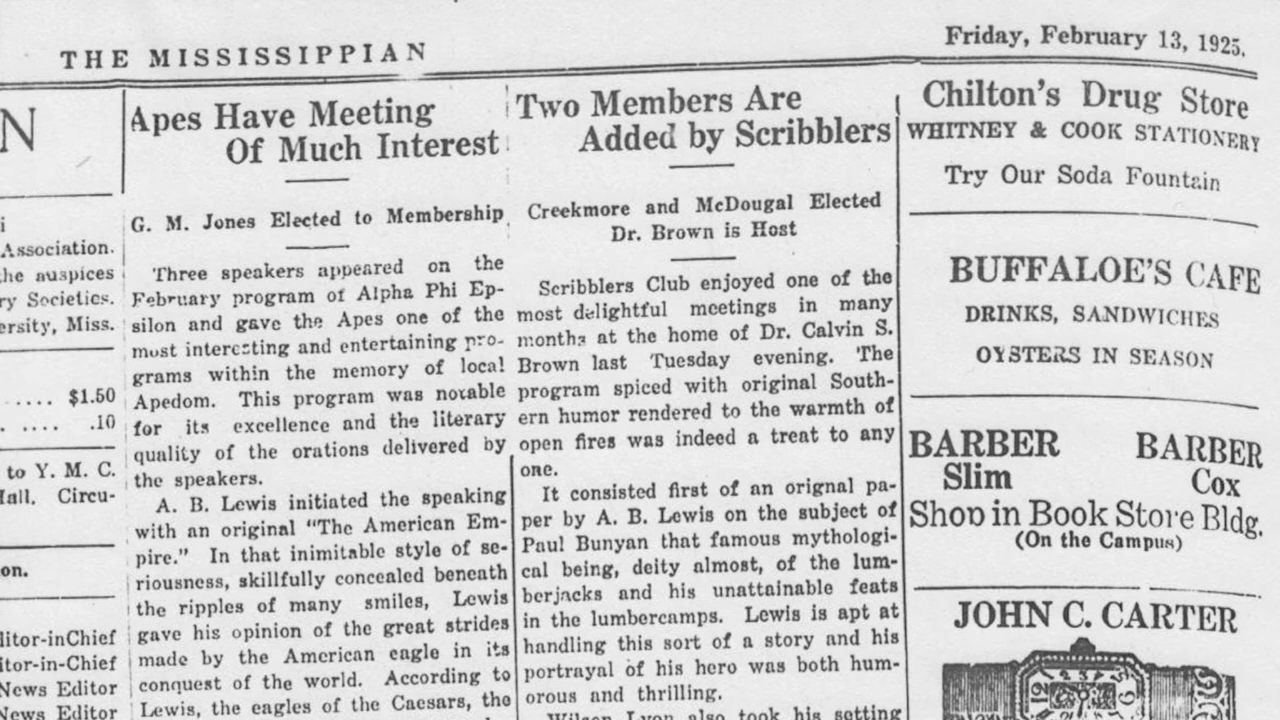 THE MISSISSIPPIAN
Friday, February 13, 1925.
N
i
Association.
the auspices
ry Societies.
ersity, Miss.
..... $1.50
. .... .10
to Y. M. C.
Hall. Circu-
on.
ditor-inChief
itor-in-Chief
News Editor
News Editor
Apes Have Meeting
Of Much Interest
G. M. Jones Elected to Membership
Three speakers appeared on the
February program of Alpha Phi Ep-
silon and gave the Apes one of the
most interesting and entertaining pro-
grams within the memory of local
Apedom. This program was notable
for its excellence and the literary
quality of the orations delivered by
the speakers.
A. B. Lewis initiated the speaking
with an original "The American Em-
pire." In that inimitable style of se-
riousness, skillfully concealed beneath
the ripples of many smiles, Lewis
gave his opinion of the great strides
made by the American eagle in its
conquest of the world. According to
Lewis, the eagles of the Caesars, the
Two Members Are
Added by Scribblers
Creekmore and McDougal Elected
Dr. Brown is Host
Scribblers Club enjoyed one of the
most delightful meetings in many
months at the home of Dr. Calvin S.
Brown last Tuesday evening. The
program spiced with original South-
ern humor rendered to the warmth of
open fires was indeed a treat to any
one.
It consisted first of an orignal pa-
per by A. B. Lewis on the subject of
Paul Bunyan that famous mythologi-
cal being, deity almost, of the lum-
berjacks and his unattainable feats
in the lumbercamps. Lewis is apt at
handling this sort of a story and his
portrayal of his hero was both hum-
orous and thrilling.
Wilson Lyon also took his setting
Chilton's Drug Store
WHITNEY & COOK STATIONERY
Try Our Soda Fountain
BUFFALOE'S CAFE
DRINKS, SANDWICHES
OYSTERS IN SEASON
BARBER BARBER
Slim Cox
Shop in Book Store Bldg.
(On the Campus)
JOHN C. CARTER